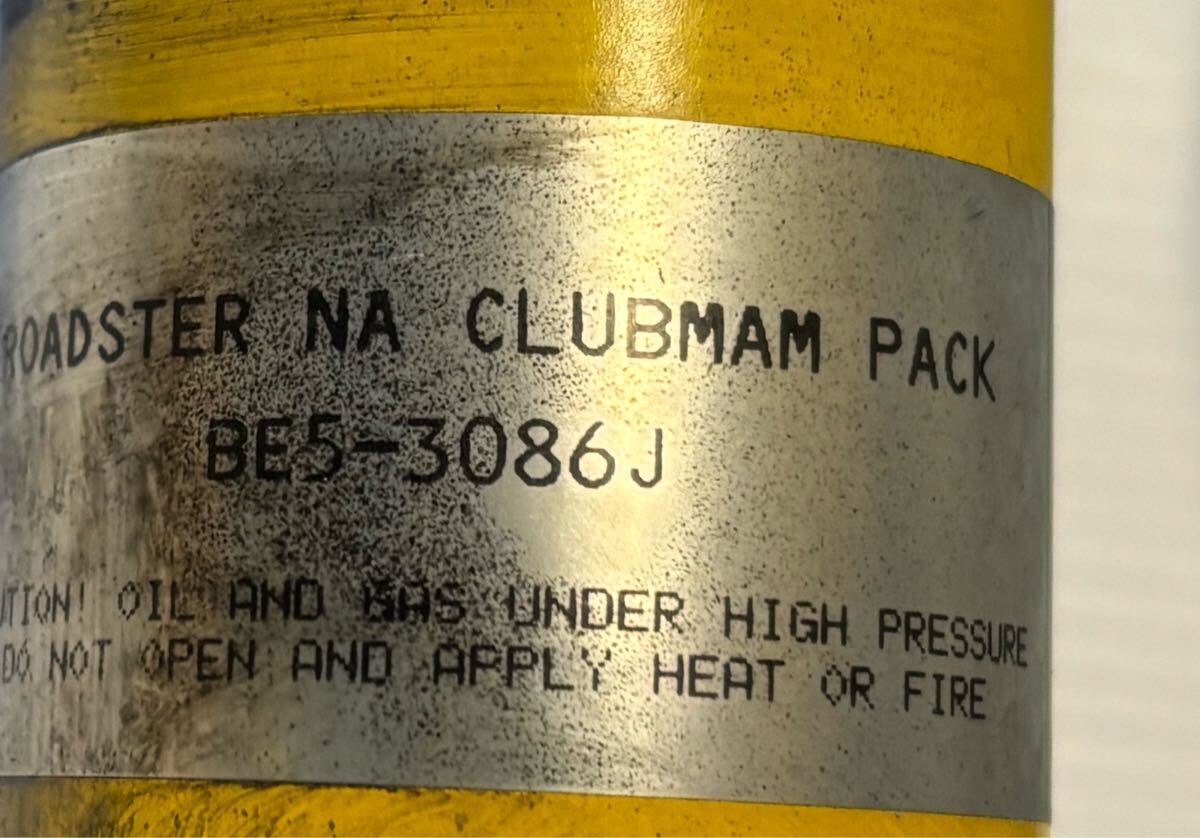 ROADSTER NA CLUBMAM PACK
BE5-3086J
UTION! OIL AND GAS UNDER HIGH PRESSURE
DO NOT OPEN AND APPLY HEAT OR FIRE